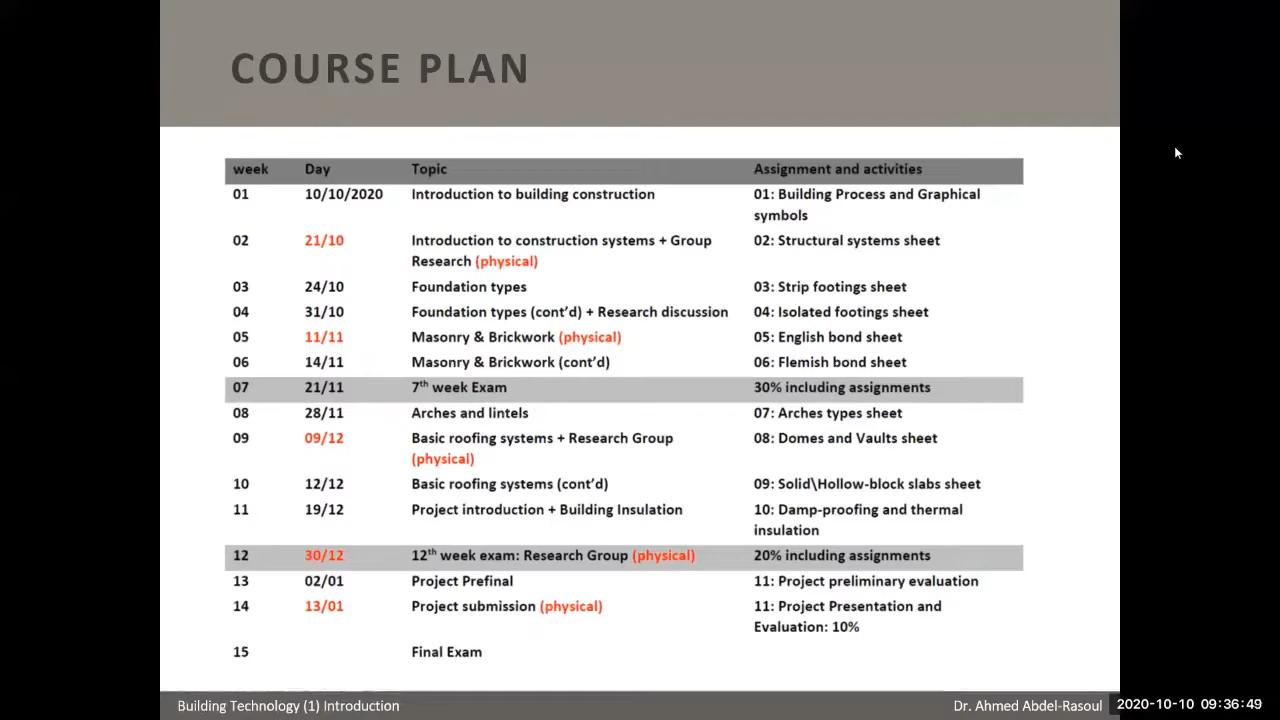 COURSE PLAN
week Day Topic Assignment and activities
01 10/10/2020 Introduction to building construction 01: Building Process and Graphical
symbols
02 21/10 Introduction to construction systems + Group 02: Structural systems sheet
Research (physical)
03 24/10 Foundation types 03: Strip footings sheet
04 31/10 Foundation types (cont'd) + Research discussion 04: Isolated footings sheet
05 11/11 Masonry & Brickwork (physical) 05: English bond sheet
06 14/11 Masonry & Brickwork (cont'd) 06: Flemish bond sheet
07 21/11 7th week Exam 30% including assignments
08 28/11 Arches and lintels 07: Arches types sheet
09 09/12 Basic roofing systems + Research Group 08: Domes and Vaults sheet
(physical)
10 12/12 Basic roofing systems (cont'd) 09: Solid\Hollow-block slabs sheet
11 19/12 Project introduction + Building Insulation 10: Damp-proofing and thermal
insulation
12 30/12 12th week exam: Research Group (physical) 20% including assignments
13 02/01 Project Prefinal 11: Project preliminary evaluation
14 13/01 Project submission (physical) 11: Project Presentation and
Evaluation: 10%
15 Final Exam
Building Technology (1) Introduction Dr. Ahmed Abdel-Rasoul 2020-10-10 09:36:49